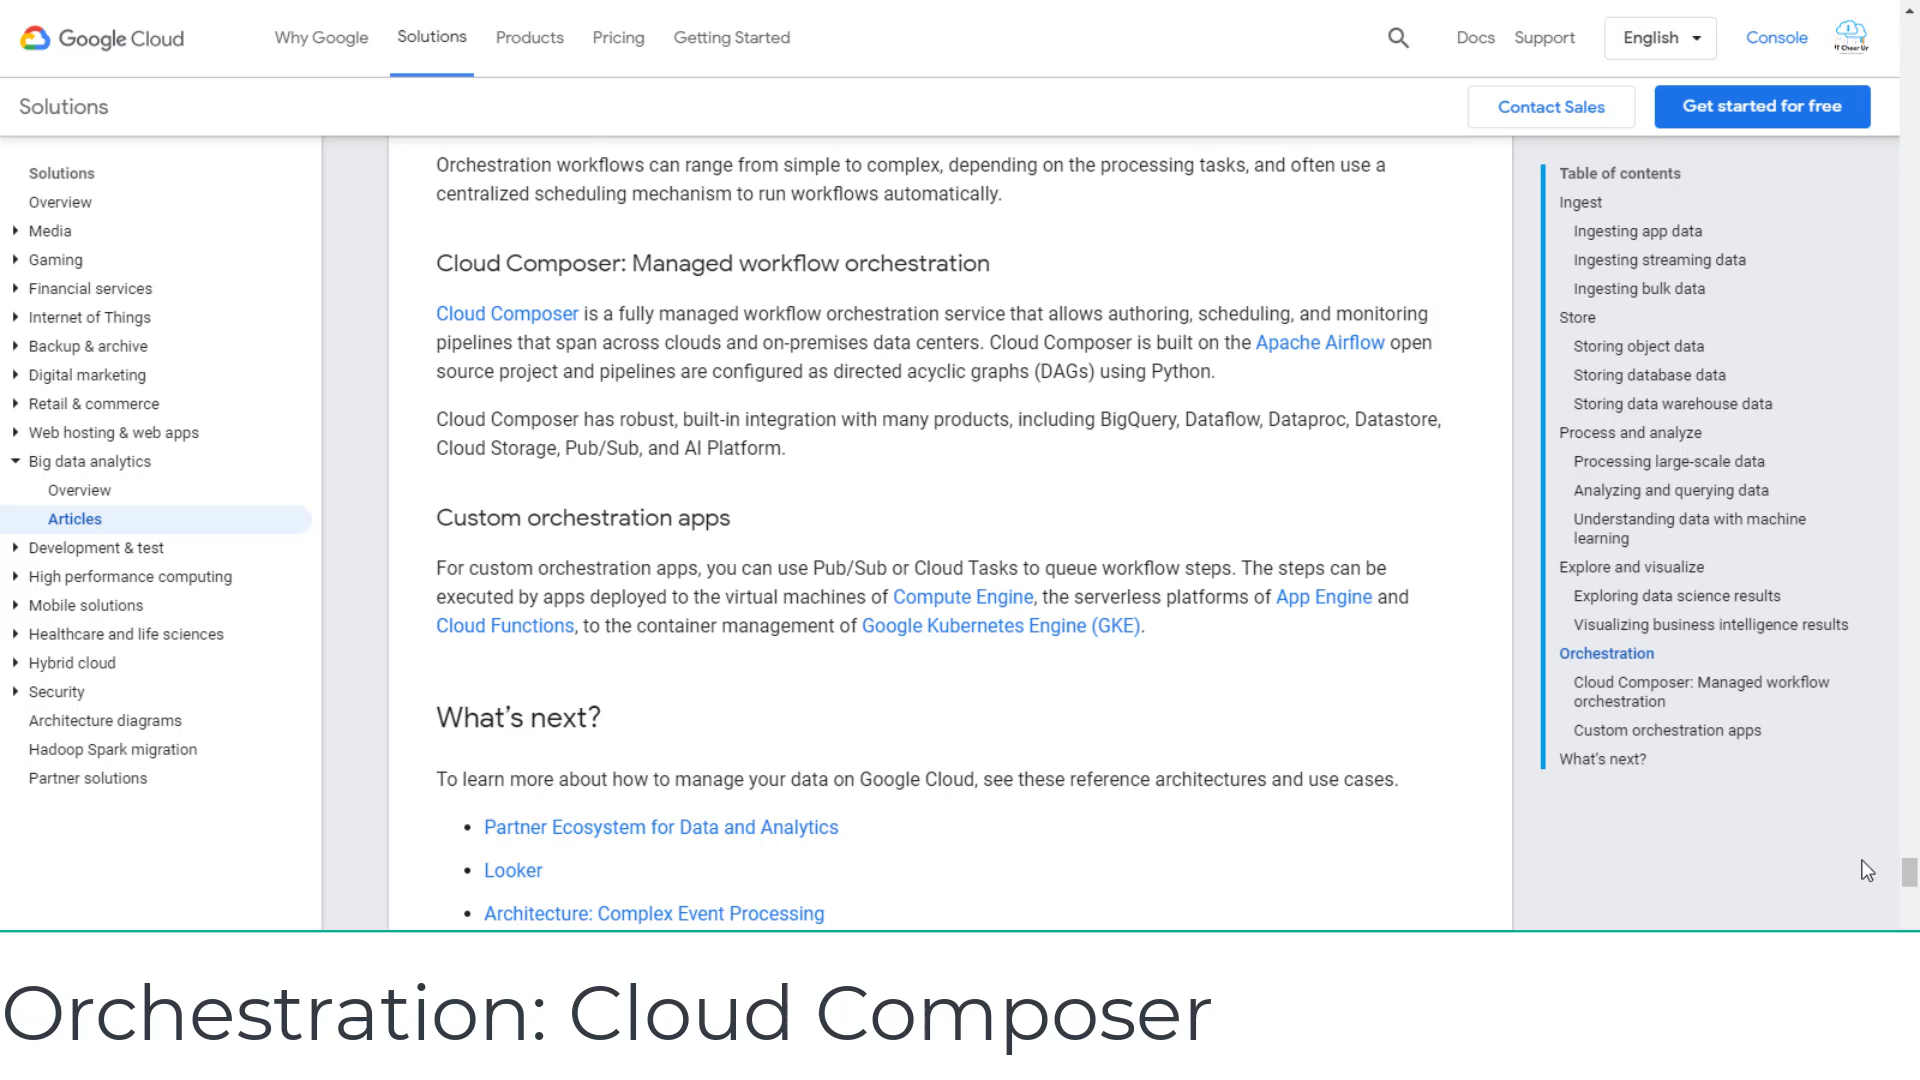 Google Cloud
Why Google
Solutions
Products
Pricing
Getting Started
Docs
Support
English
Console
IT Cheer Up
Solutions
Contact Sales
Get started for free
Solutions
Overview
Media
Gaming
Financial services
Internet of Things
Backup & archive
Digital marketing
Retail & commerce
Web hosting & web apps
Big data analytics
Overview
Articles
Development & test
High performance computing
Mobile solutions
Healthcare and life sciences
Hybrid cloud
Security
Architecture diagrams
Hadoop Spark migration
Partner solutions
Orchestration workflows can range from simple to complex, depending on the processing tasks, and often use a
centralized scheduling mechanism to run workflows automatically.
Cloud Composer: Managed workflow orchestration
Cloud Composer is a fully managed workflow orchestration service that allows authoring, scheduling, and monitoring
pipelines that span across clouds and on-premises data centers. Cloud Composer is built on the Apache Airflow open
source project and pipelines are configured as directed acyclic graphs (DAGs) using Python.
Cloud Composer has robust, built-in integration with many products, including BigQuery, Dataflow, Dataproc, Datastore,
Cloud Storage, Pub/Sub, and AI Platform.
Custom orchestration apps
For custom orchestration apps, you can use Pub/Sub or Cloud Tasks to queue workflow steps. The steps can be
executed by apps deployed to the virtual machines of Compute Engine, the serverless platforms of App Engine and
Cloud Functions, to the container management of Google Kubernetes Engine (GKE).
What's next?
To learn more about how to manage your data on Google Cloud, see these reference architectures and use cases.
• Partner Ecosystem for Data and Analytics
• Looker
• Architecture: Complex Event Processing
Table of contents
Ingest
Ingesting app data
Ingesting streaming data
Ingesting bulk data
Store
Storing object data
Storing database data
Storing data warehouse data
Process and analyze
Processing large-scale data
Analyzing and querying data
Understanding data with machine
learning
Explore and visualize
Exploring data science results
Visualizing business intelligence results
Orchestration
Cloud Composer: Managed workflow
orchestration
Custom orchestration apps
What's next?
Orchestration: Cloud Composer